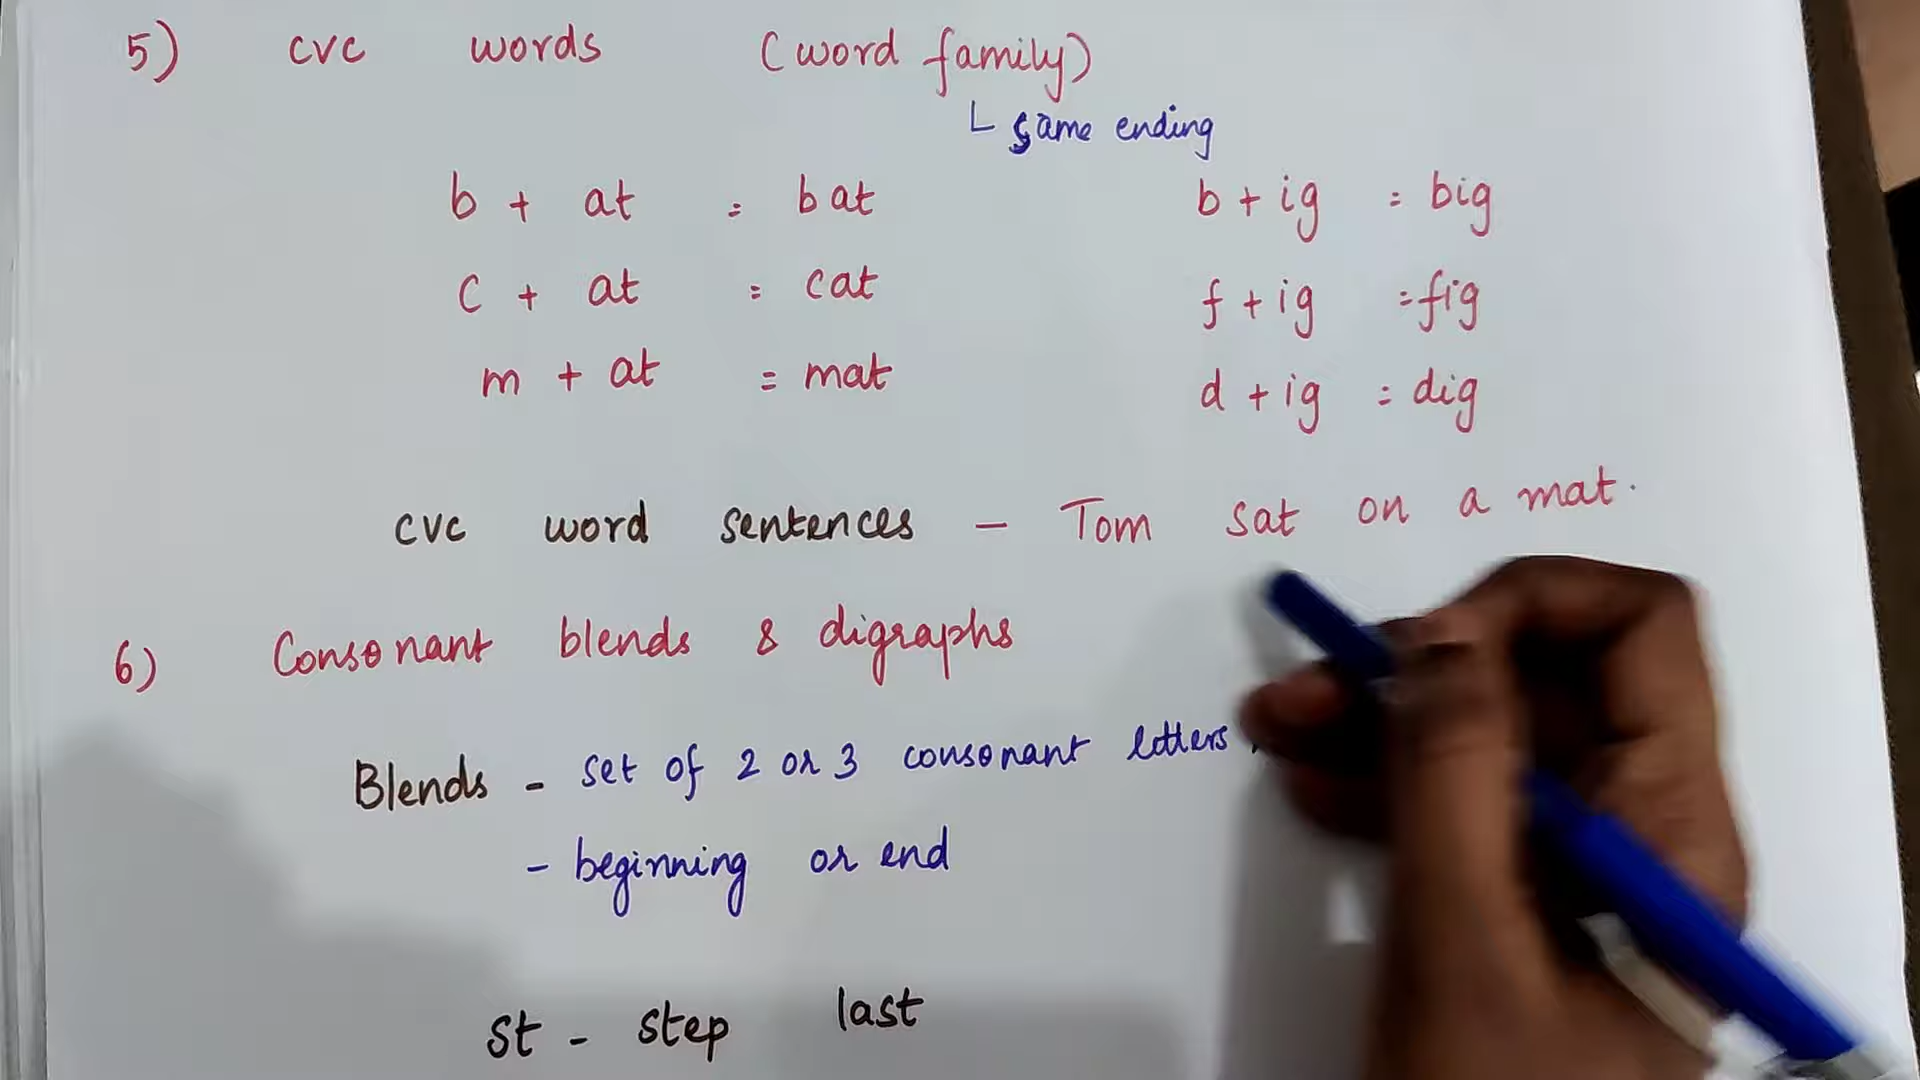 5) cvc words (word family)
same ending
b + at = bat b + ig = big
c + at = cat f + ig = fig
m + at = mat d + ig = dig
cvc word sentences - Tom sat on a mat.
6) Consonant blends & digraphs
Blends - set of 2 or 3 consonant letters
- beginning or end
st - step last